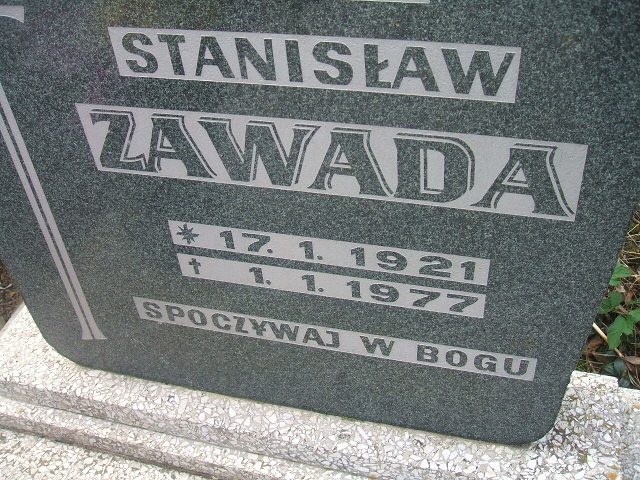 STANISŁAW
ZAWADA
* 17. 1. 1921
† 1. 1. 1977
SPOCZYWAJ W BOGU